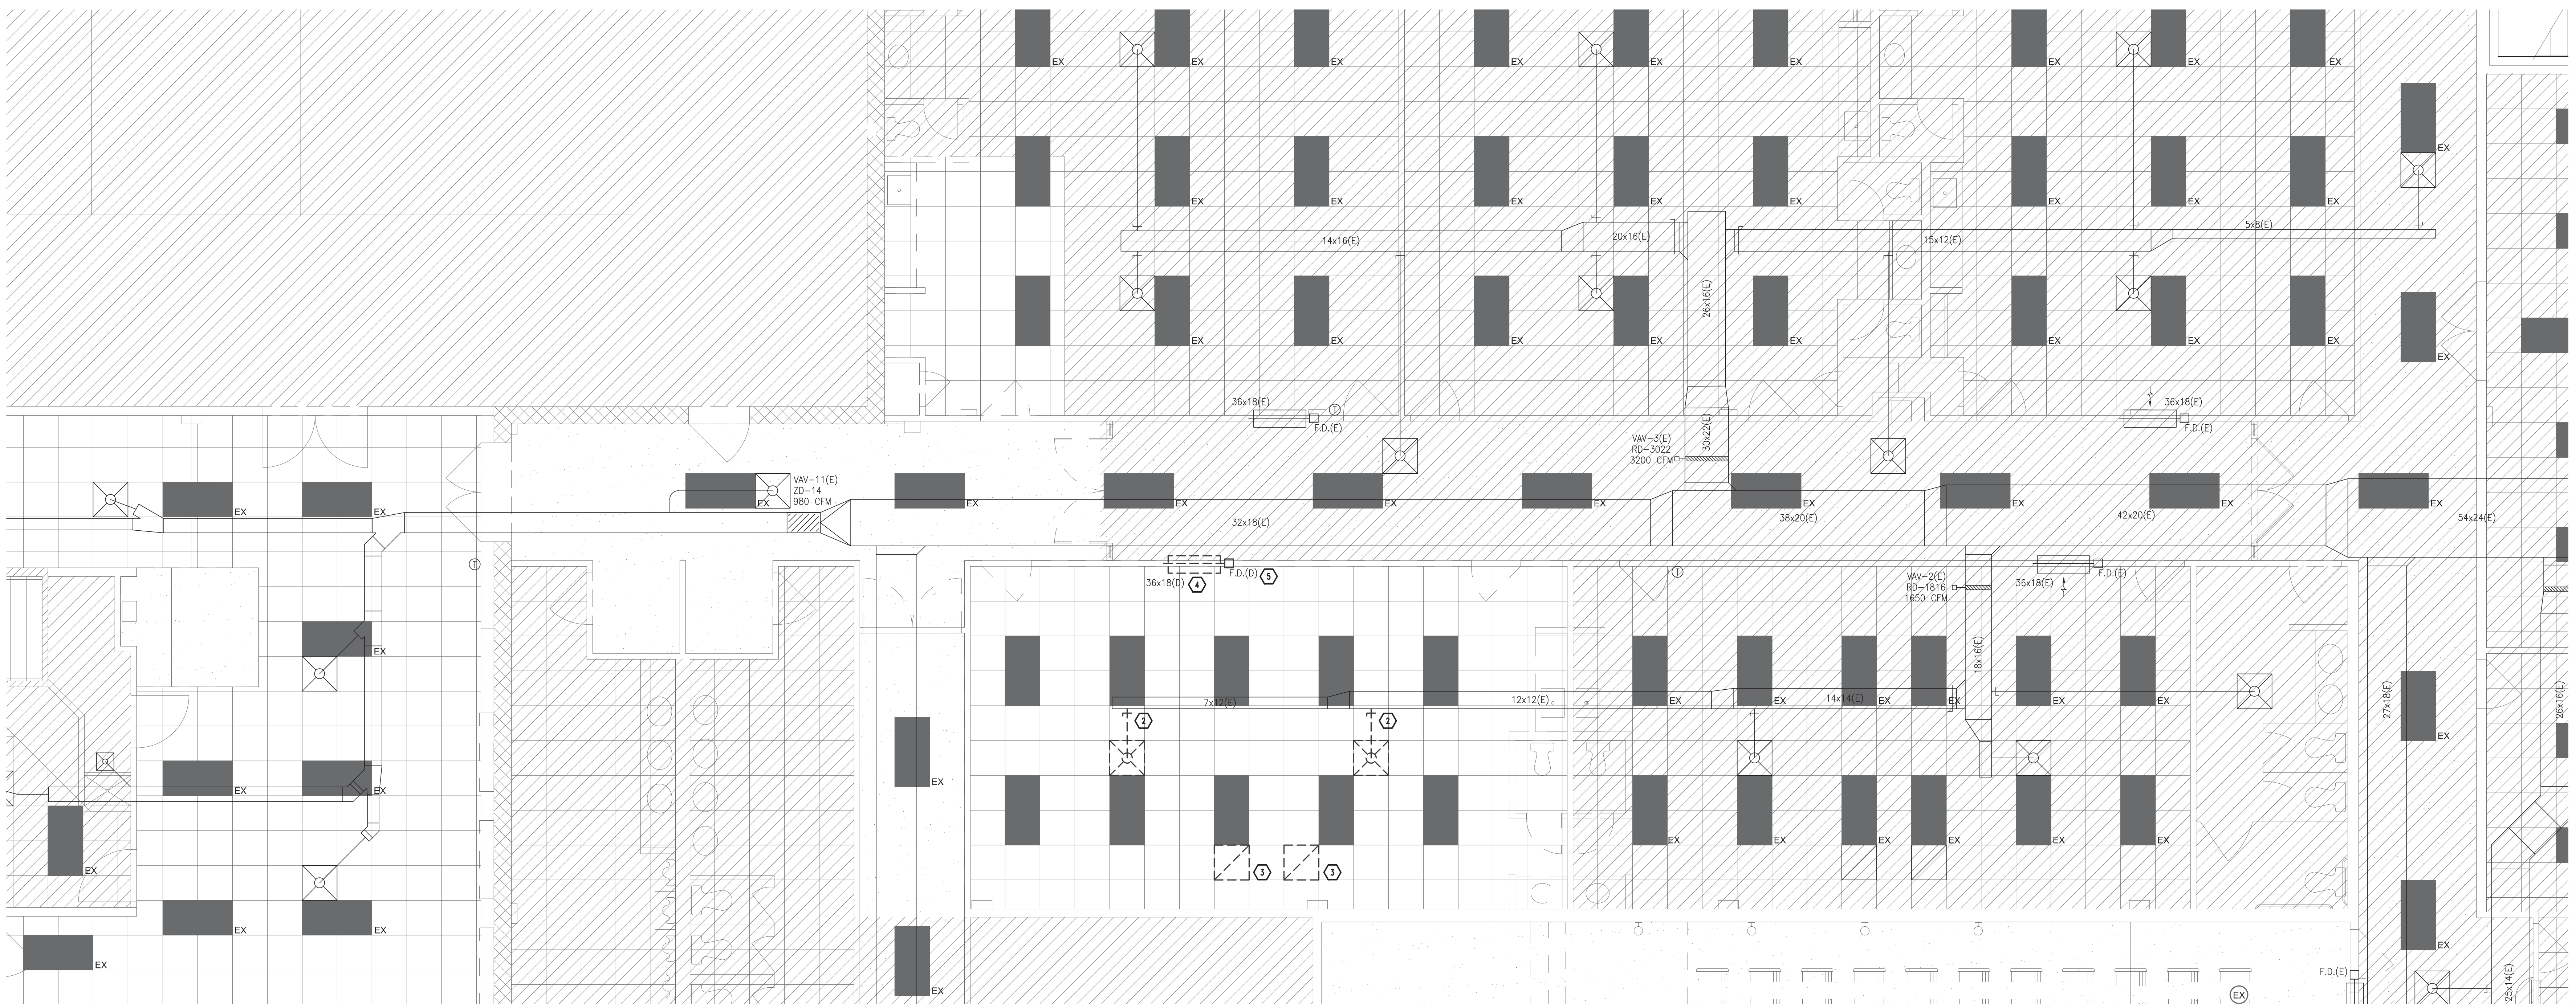 EX EX EX EX EX EX EX EX EX
EX
EX EX EX EX EX EX EX EX
5x8(E)
14x16(E) 20x16(E) 15x12(E)
26x16(E)
EX EX EX EX EX EX EX EX EX
36x18(E) T 36x18(E)
F.D.(E) F.D.(E)
30x22(E)
VAV-3(E)
RD-3022
3200 CFM
VAV-11(E)
ZD-14
980 CFM
EX EX EX EX EX EX EX EX EX EX EX
32x18(E) 38x20(E) 42x20(E) 54x24(E)
T
F.D.(D) 5
36x18(D) 4
T
VAV-2(E)
RD-1816
1650 CFM
36x18(E) F.D.(E)
EX
18x16(E)
27x18(E)
26x16(E)
7x12(E) 12x12(E) 14x14(E)
EX EX EX EX EX EX
2 2
EX
EX
EX EX
EX EX EX EX EX EX
EX
3 3
EX EX
EX
EX
EX
F.D.(E)
25x14(E)
EX
EX